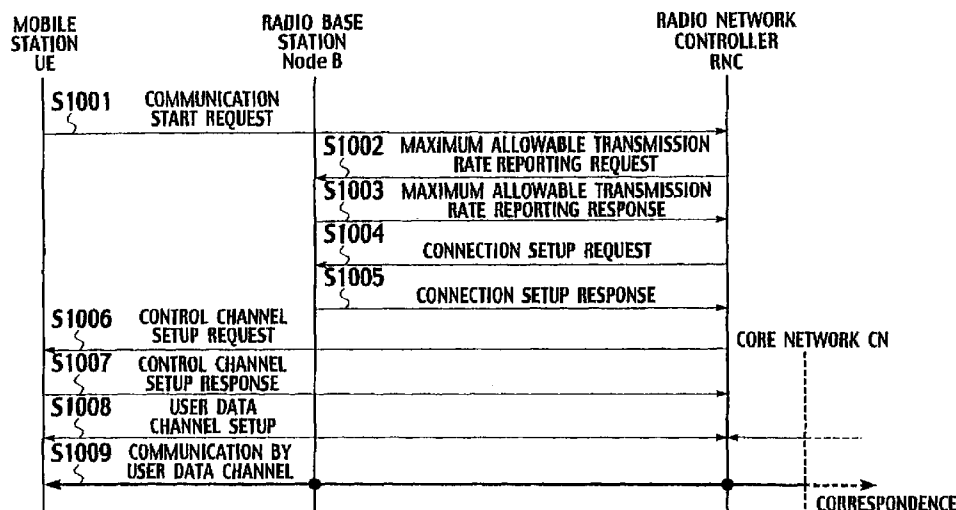 MOBILE
STATION
UE
RADIO BASE
STATION
Node B
RADIO NETWORK
CONTROLLER
RNC
S1001 COMMUNICATION
START REQUEST
S1002 MAXIMUM ALLOWABLE TRANSMISSION
RATE REPORTING REQUEST
S1003 MAXIMUM ALLOWABLE TRANSMISSION
RATE REPORTING RESPONSE
S1004
CONNECTION SETUP REQUEST
S1005
CONNECTION SETUP RESPONSE
S1006 CONTROL CHANNEL
SETUP REQUEST
CORE NETWORK CN
S1007 CONTROL CHANNEL
SETUP RESPONSE
S1008 USER DATA
CHANNEL SETUP
S1009 COMMUNICATION BY
USER DATA CHANNEL
CORRESPONDENCE